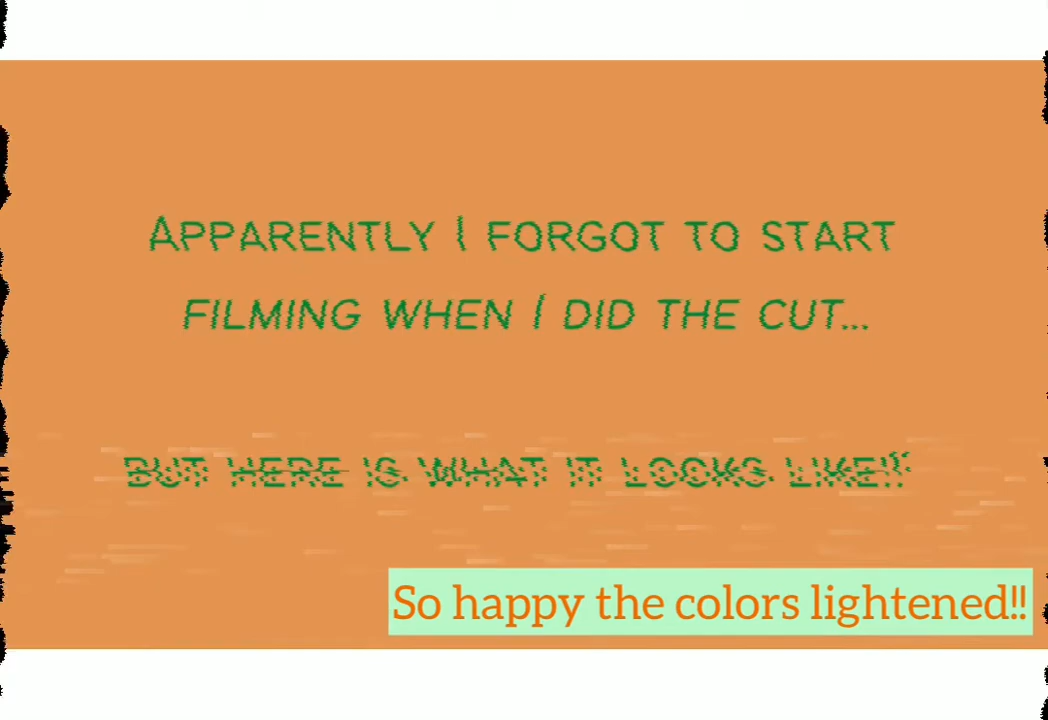 Apparently I forgot to start
filming when I did the cut...
but here is what it looks like!!
So happy the colors lightened!!